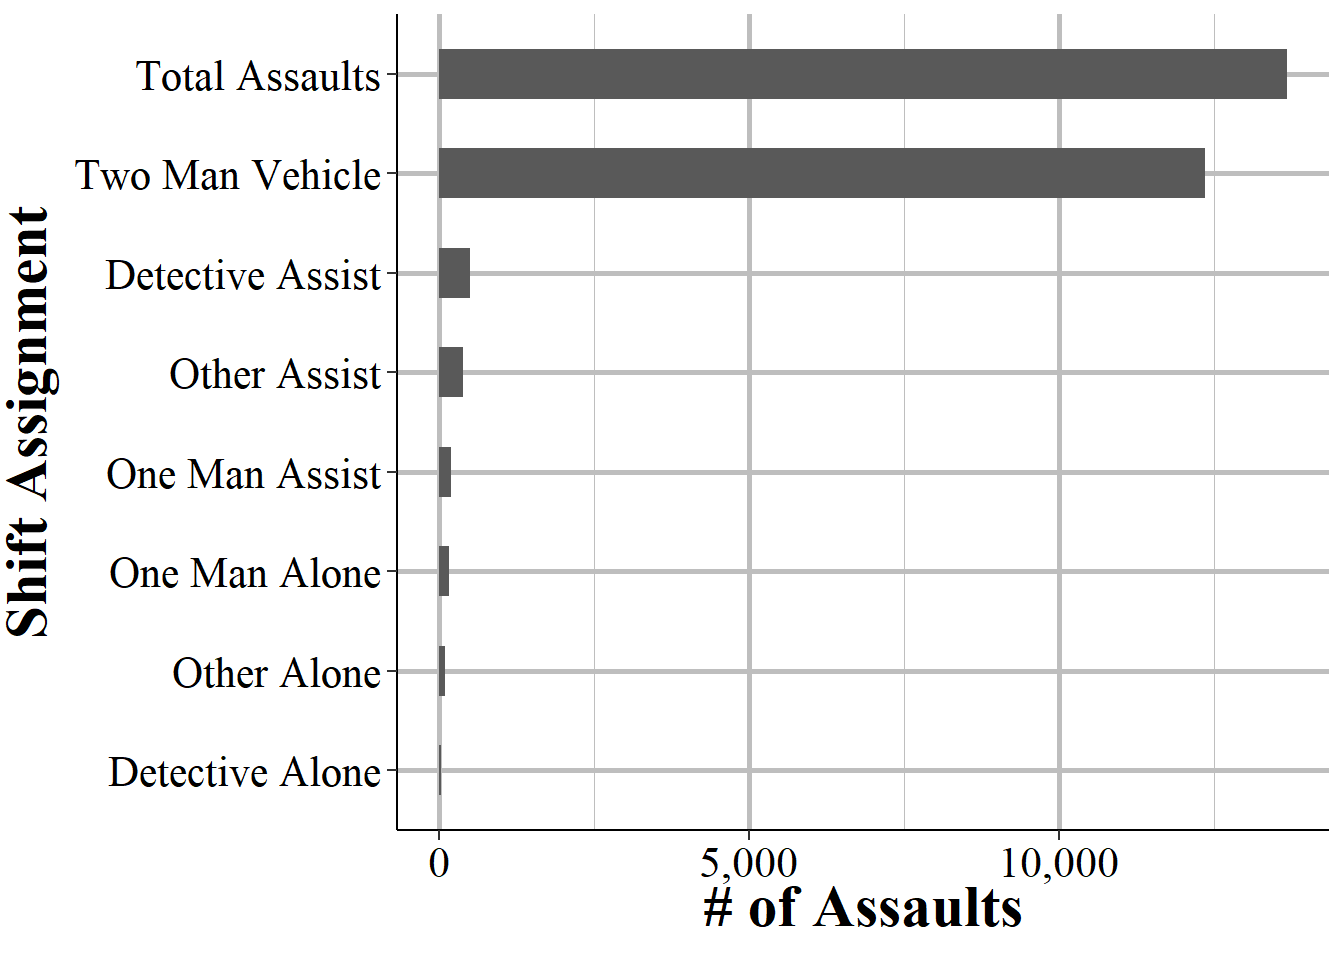 Total Assaults
Two Man Vehicle
Detective Assist
Other Assist
One Man Assist
One Man Alone
Other Alone
Detective Alone
Shift Assignment
0 5,000 10,000
# of Assaults